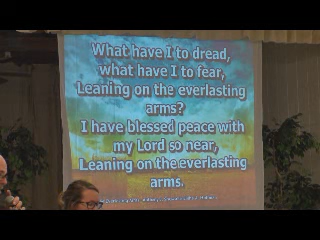 What have I to dread,
what have I to fear,
Leaning on the everlasting
arms?
I have blessed peace with
my Lord so near,
Leaning on the everlasting
arms.